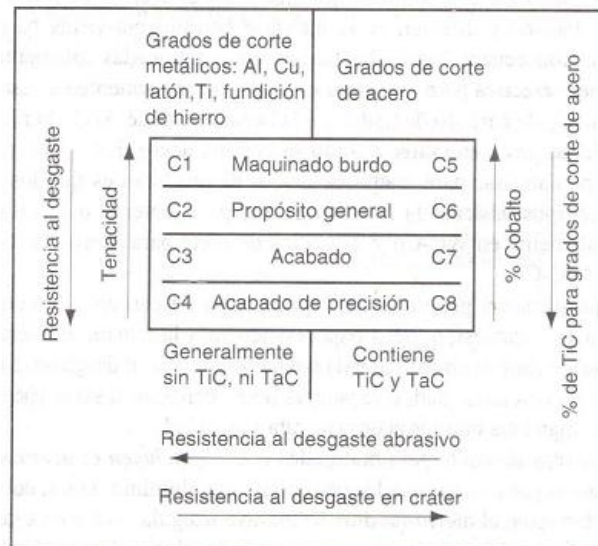 Grados de corte
metálicos: Al, Cu,
latón,Ti, fundición
de hierro
Grados de corte
de acero
Resistencia al desgaste
Tenacidad
C1 Maquinado burdo C5
C2 Propósito general C6
C3 Acabado C7
C4 Acabado de precisión C8
% Cobalto
% de TiC para grados de corte de acero
Generalmente
sin TiC, ni TaC
Contiene
TiC y TaC
Resistencia al desgaste abrasivo
Resistencia al desgaste en cráter